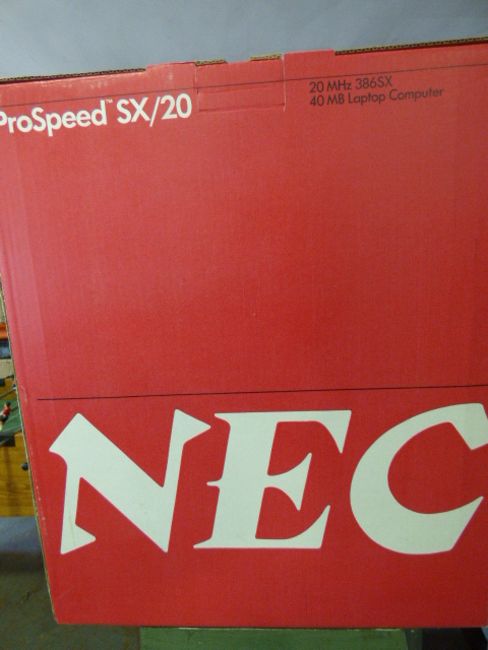 ProSpeed™ SX/20
20 MHz 386SX
40 MB Laptop Computer
NEC